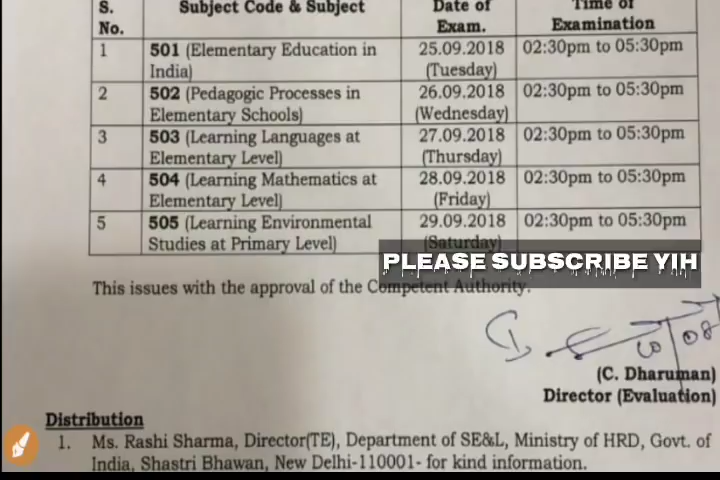 S. No. Subject Code & Subject Date of Exam. Time of Examination
1 501 (Elementary Education in India) 25.09.2018 (Tuesday) 02:30pm to 05:30pm
2 502 (Pedagogic Processes in Elementary Schools) 26.09.2018 (Wednesday) 02:30pm to 05:30pm
3 503 (Learning Languages at Elementary Level) 27.09.2018 (Thursday) 02:30pm to 05:30pm
4 504 (Learning Mathematics at Elementary Level) 28.09.2018 (Friday) 02:30pm to 05:30pm
5 505 (Learning Environmental Studies at Primary Level) 29.09.2018 (Saturday) 02:30pm to 05:30pm
PLEASE SUBSCRIBE YIH
This issues with the approval of the Competent Authority.
(C. Dharuman)
Director (Evaluation)
Distribution
1. Ms. Rashi Sharma, Director(TE), Department of SE&L, Ministry of HRD, Govt. of
India, Shastri Bhawan, New Delhi-110001- for kind information.